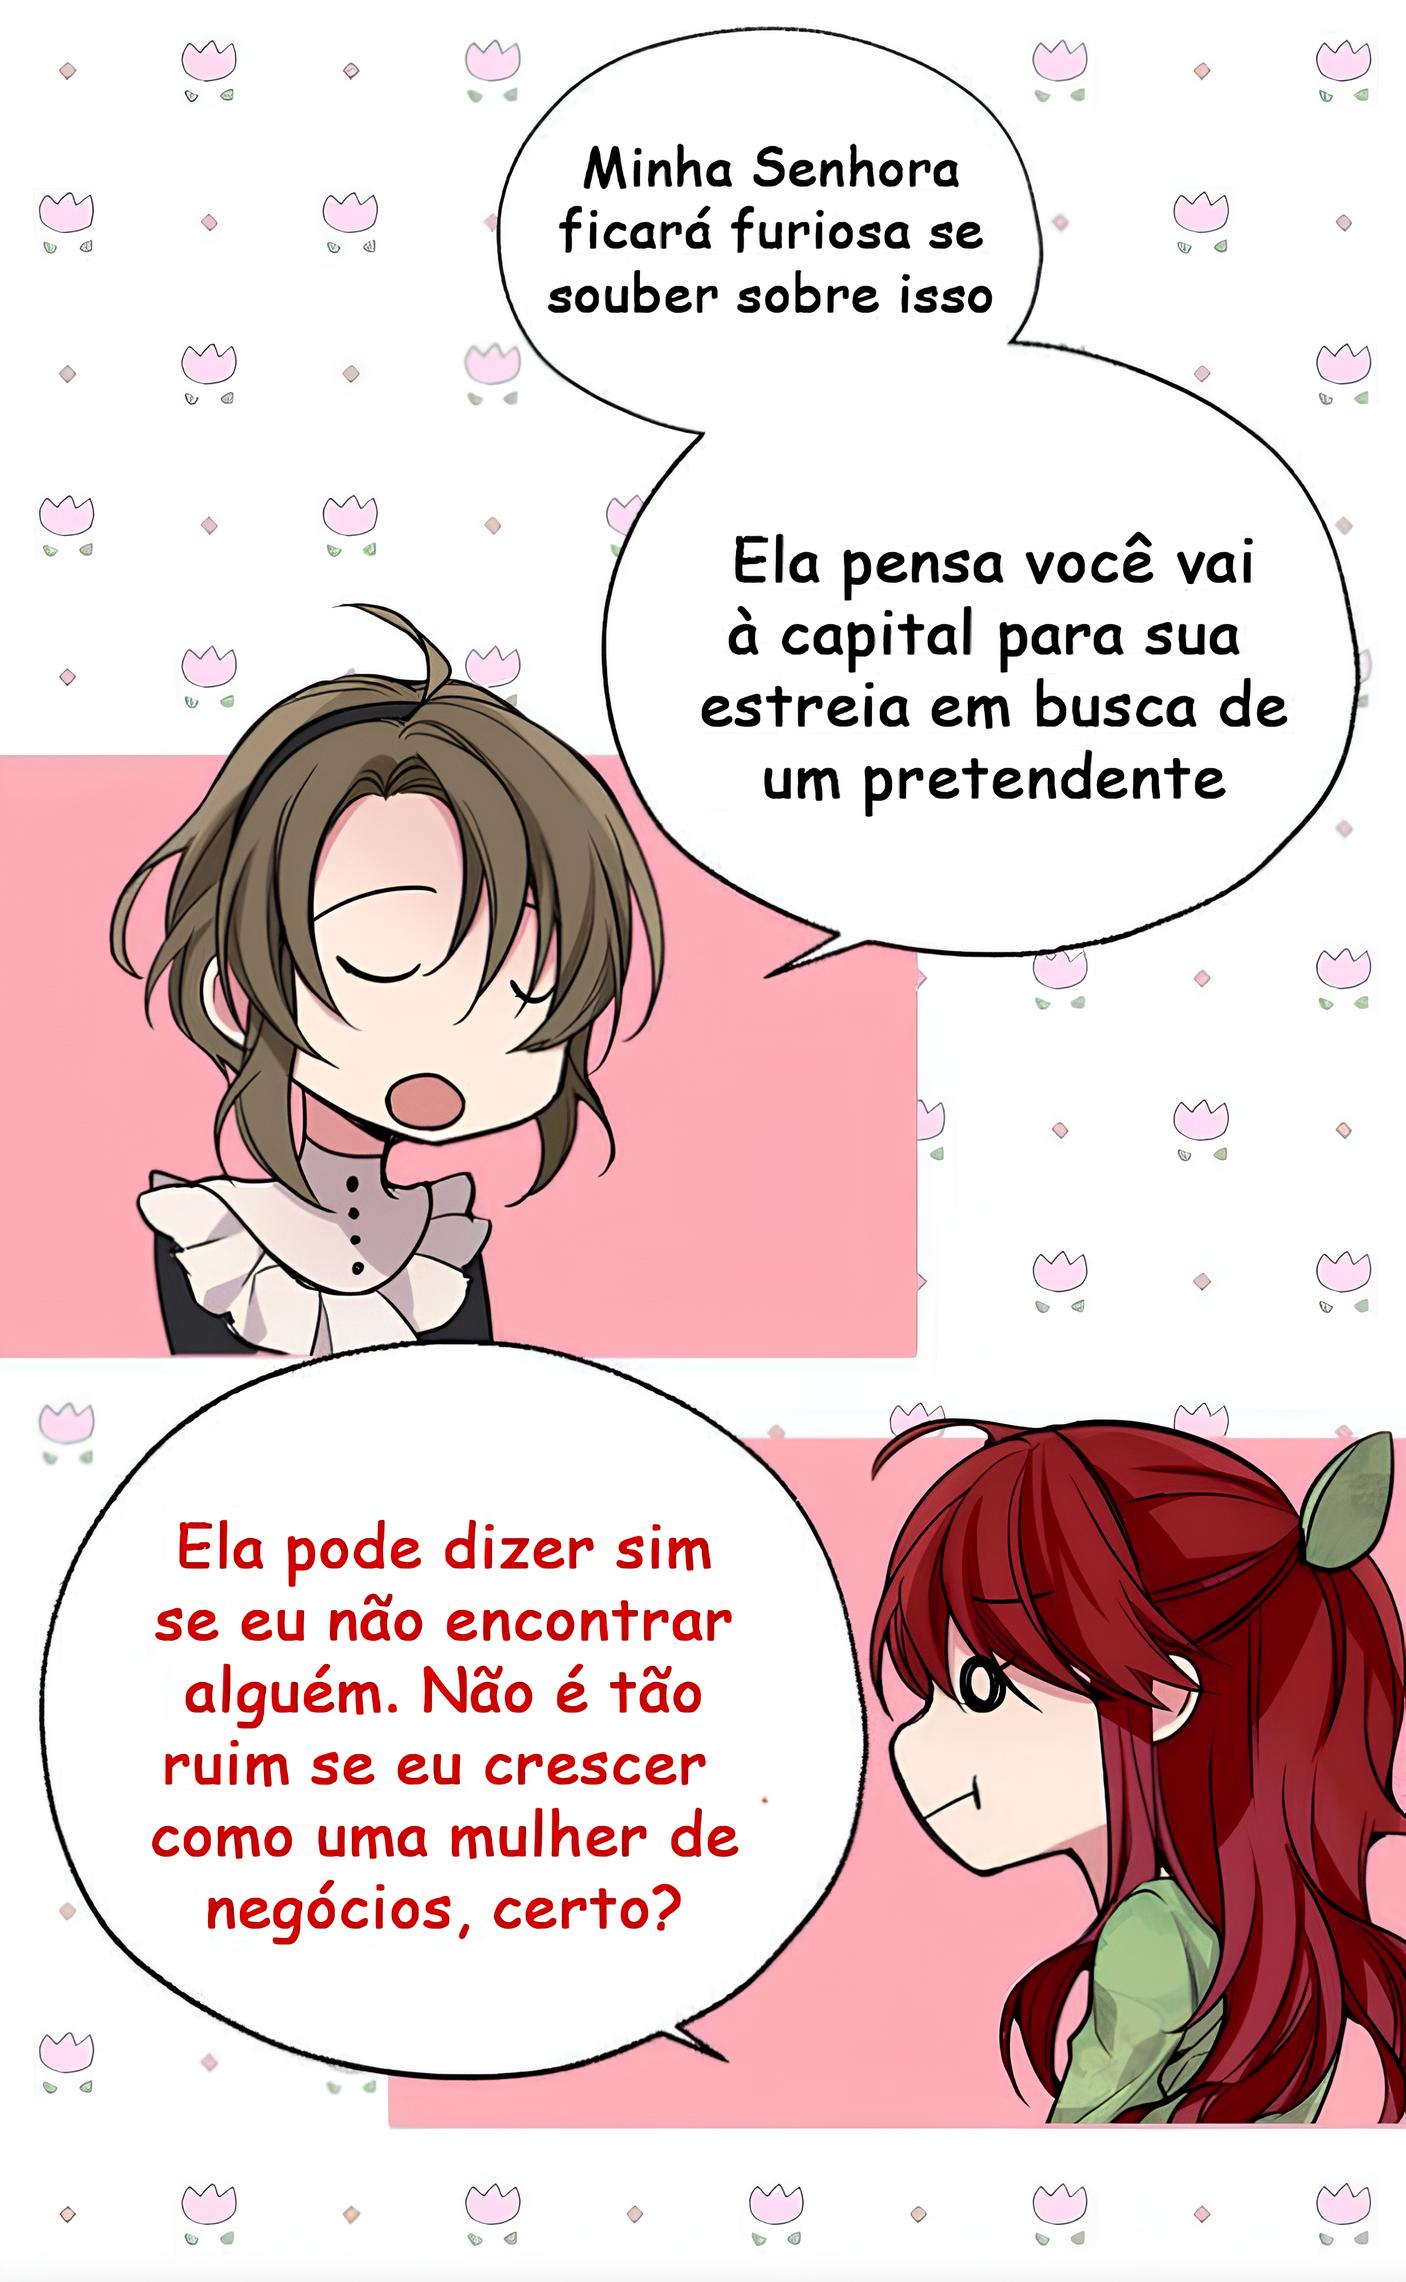 Minha Senhora
ficará furiosa se
souber sobre isso
Ela pensa você vai
à capital para sua
estreia em busca de
um pretendente
Ela pode dizer sim
se eu não encontrar
alguém. Não é tão
ruim se eu crescer
como uma mulher de
negócios, certo?